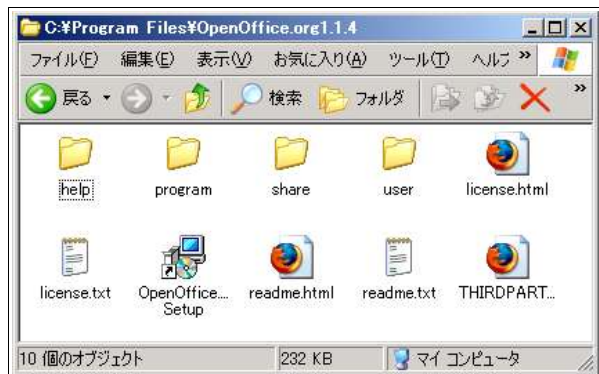 C:¥Program Files¥OpenOffice.org1.1.4
ファイル(F) 編集(E) 表示(V) お気に入り(A) ツール(T) ヘルプ »
戻る 検索 フォルダ »
help program share user license.html
license.txt OpenOffice.... Setup readme.html readme.txt THIRDPART...
10 個のオブジェクト 232 KB マイ コンピュータ